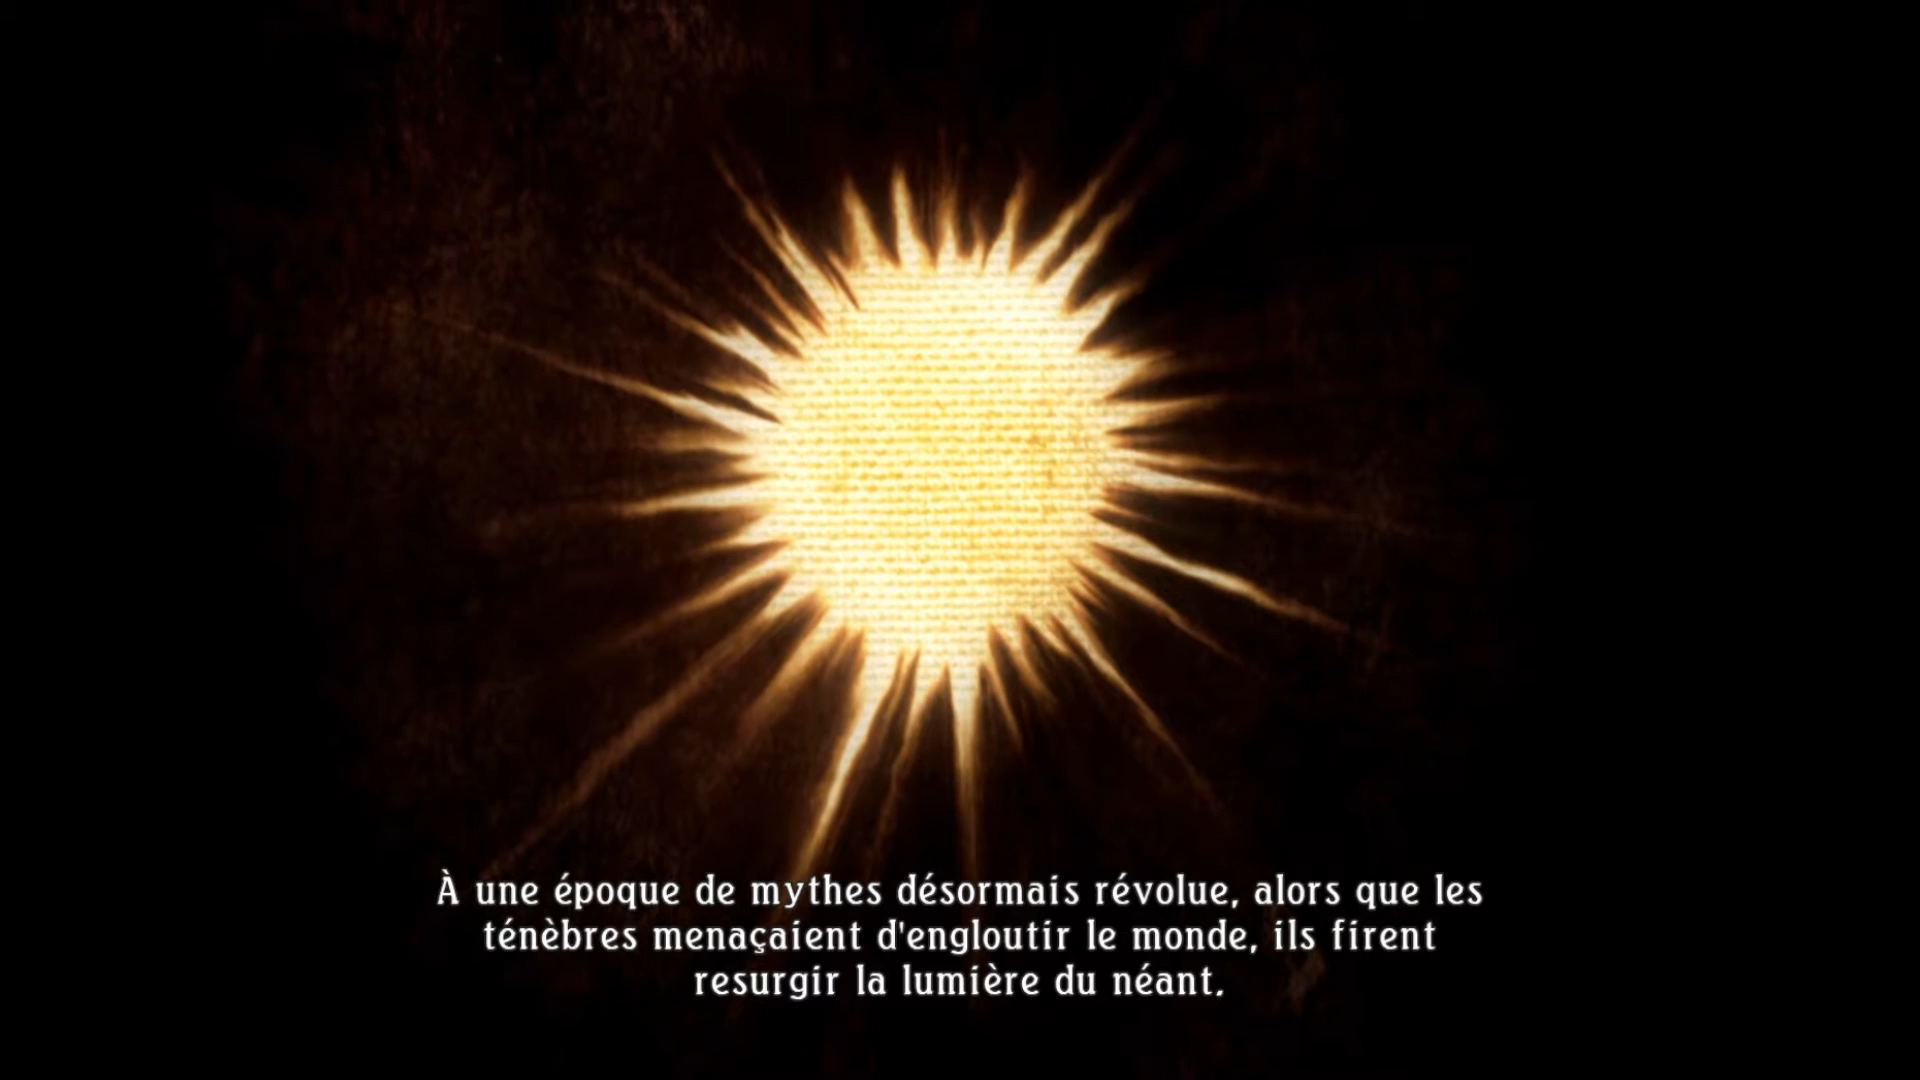 À une époque de mythes désormais révolue, alors que les
ténèbres menaçaient d'engloutir le monde, ils firent
resurgir la lumière du néant.